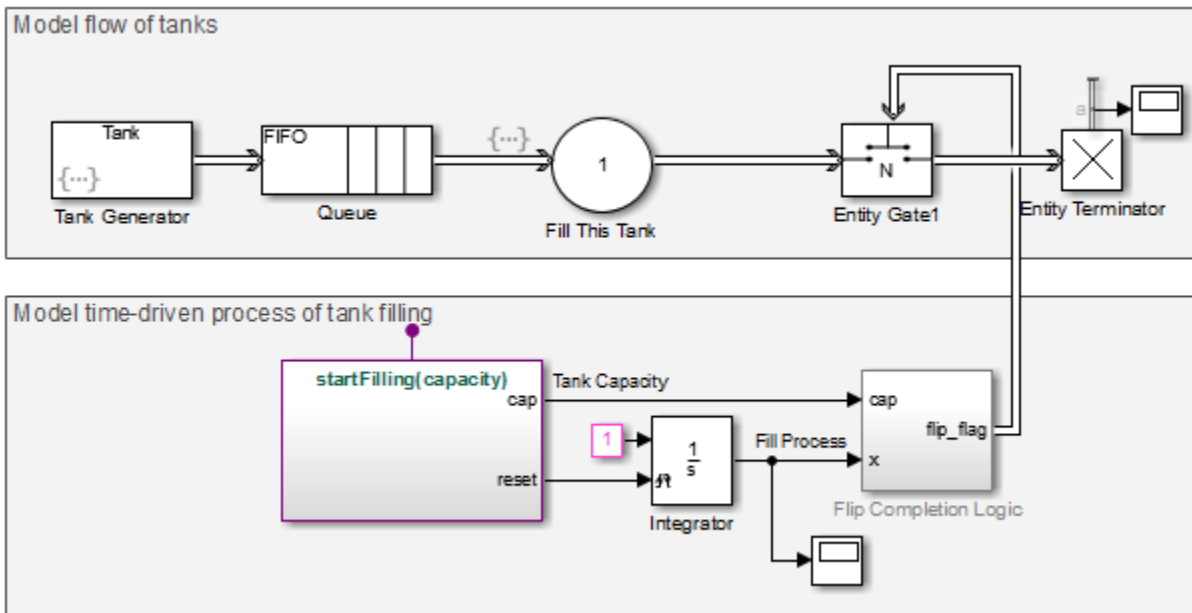 Model flow of tanks
Tank
{...}
Tank Generator
FIFO
Queue
{...}
1
Fill This Tank
N
Entity Gate1
a
Entity Terminator
Model time-driven process of tank filling
startFilling(capacity)
cap
reset
Tank Capacity
1
1
s
Integrator
Fill Process
cap
x
flip_flag
Flip Completion Logic